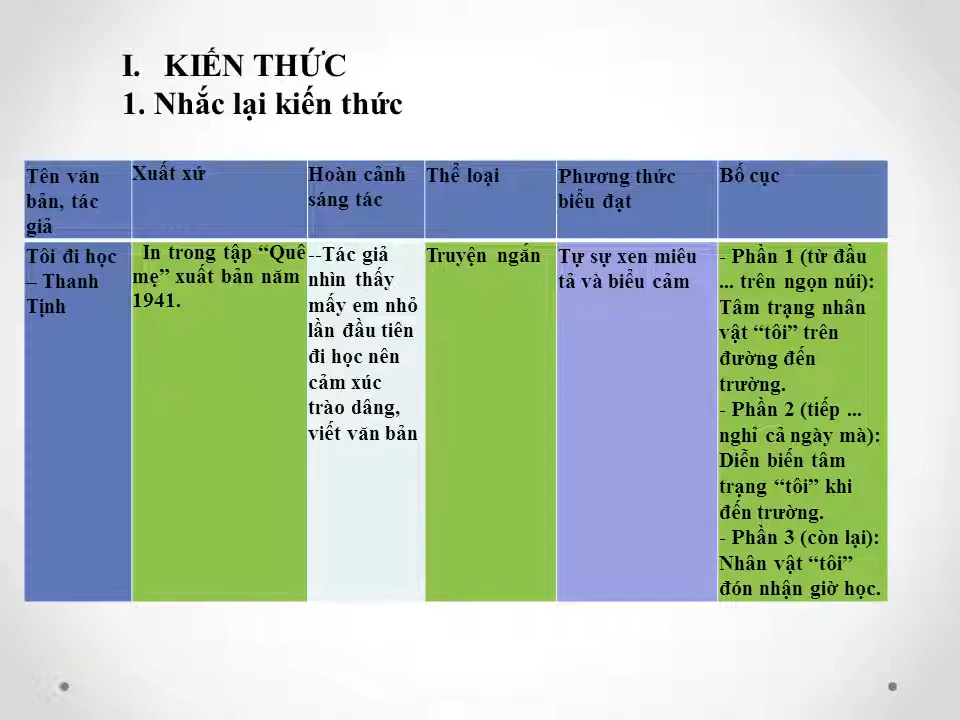 I. KIẾN THỨC
1. Nhắc lại kiến thức
Tên văn
bản, tác
giả
Xuất xứ
Hoàn cảnh
sáng tác
Thể loại
Phương thức
biểu đạt
Bố cục
Tôi đi học
– Thanh
Tịnh
In trong tập “Quê
mẹ” xuất bản năm
1941.
--Tác giả
nhìn thấy
mấy em nhỏ
lần đầu tiên
đi học nên
cảm xúc
trào dâng,
viết văn bản
Truyện ngắn
Tự sự xen miêu
tả và biểu cảm
- Phần 1 (từ đầu
... trên ngọn núi):
Tâm trạng nhân
vật “tôi” trên
đường đến
trường.
- Phần 2 (tiếp ...
nghỉ cả ngày mà):
Diễn biến tâm
trạng “tôi” khi
đến trường.
- Phần 3 (còn lại):
Nhân vật “tôi”
đón nhận giờ học.